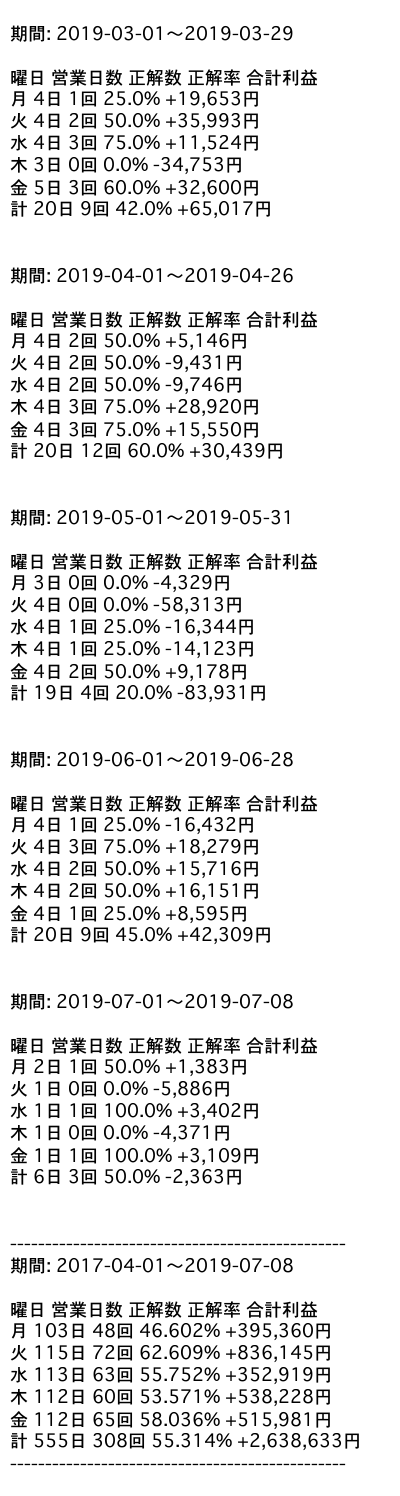 期間: 2019-03-01〜2019-03-29
曜日 営業日数 正解数 正解率 合計利益
月 4日 1回 25.0% +19,653円
火 4日 2回 50.0% +35,993円
水 4日 3回 75.0% +11,524円
木 3日 0回 0.0% -34,753円
金 5日 3回 60.0% +32,600円
計 20日 9回 42.0% +65,017円
期間: 2019-04-01〜2019-04-26
曜日 営業日数 正解数 正解率 合計利益
月 4日 2回 50.0% +5,146円
火 4日 2回 50.0% -9,431円
水 4日 2回 50.0% -9,746円
木 4日 3回 75.0% +28,920円
金 4日 3回 75.0% +15,550円
計 20日 12回 60.0% +30,439円
期間: 2019-05-01〜2019-05-31
曜日 営業日数 正解数 正解率 合計利益
月 3日 0回 0.0% -4,329円
火 4日 0回 0.0% -58,313円
水 4日 1回 25.0% -16,344円
木 4日 1回 25.0% -14,123円
金 4日 2回 50.0% +9,178円
計 19日 4回 20.0% -83,931円
期間: 2019-06-01〜2019-06-28
曜日 営業日数 正解数 正解率 合計利益
月 4日 1回 25.0% -16,432円
火 4日 3回 75.0% +18,279円
水 4日 2回 50.0% +15,716円
木 4日 2回 50.0% +16,151円
金 4日 1回 25.0% +8,595円
計 20日 9回 45.0% +42,309円
期間: 2019-07-01〜2019-07-08
曜日 営業日数 正解数 正解率 合計利益
月 2日 1回 50.0% +1,383円
火 1日 0回 0.0% -5,886円
水 1日 1回 100.0% +3,402円
木 1日 0回 0.0% -4,371円
金 1日 1回 100.0% +3,109円
計 6日 3回 50.0% -2,363円
------------------------------------------------
期間: 2017-04-01〜2019-07-08
曜日 営業日数 正解数 正解率 合計利益
月 103日 48回 46.602% +395,360円
火 115日 72回 62.609% +836,145円
水 113日 63回 55.752% +352,919円
木 112日 60回 53.571% +538,228円
金 112日 65回 58.036% +515,981円
計 555日 308回 55.314% +2,638,633円
------------------------------------------------